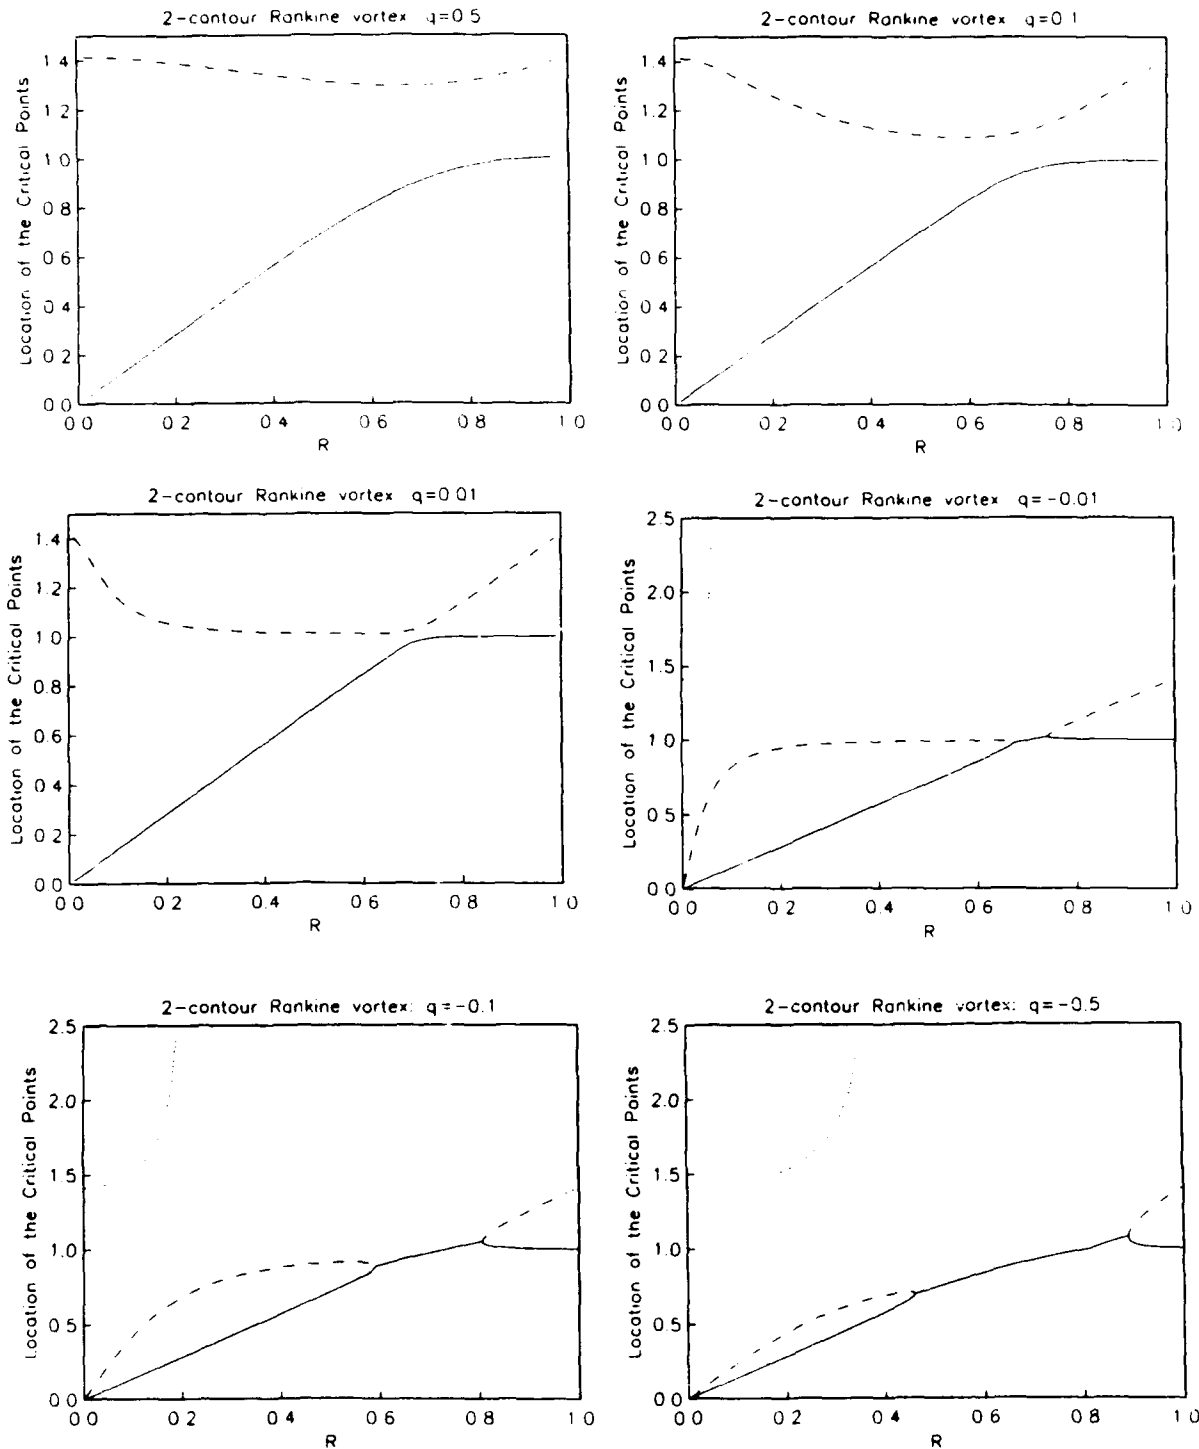 2-contour Rankine vortex q=0.5
Location of the Critical Points
1.4
1.2
1.0
0.8
0.6
0.4
0.2
0.0
0.0 0.2 0.4 0.6 0.8 1.0
R
2-contour Rankine vortex q=0.1
Location of the Critical Points
1.4
1.2
1.0
0.8
0.6
0.4
0.2
0.0
0.0 0.2 0.4 0.6 0.8 1.0
R
2-contour Rankine vortex q=0.01
Location of the Critical Points
1.4
1.2
1.0
0.8
0.6
0.4
0.2
0.0
0.0 0.2 0.4 0.6 0.8 1.0
R
2-contour Rankine vortex q=-0.01
Location of the Critical Points
2.5
2.0
1.5
1.0
0.5
0.0
0.0 0.2 0.4 0.6 0.8 1.0
R
2-contour Rankine vortex: q=-0.1
Location of the Critical Points
2.5
2.0
1.5
1.0
0.5
0.0
0.0 0.2 0.4 0.6 0.8 1.0
R
2-contour Rankine vortex: q=-0.5
Location of the Critical Points
2.5
2.0
1.5
1.0
0.5
0.0
0.0 0.2 0.4 0.6 0.8 1.0
R